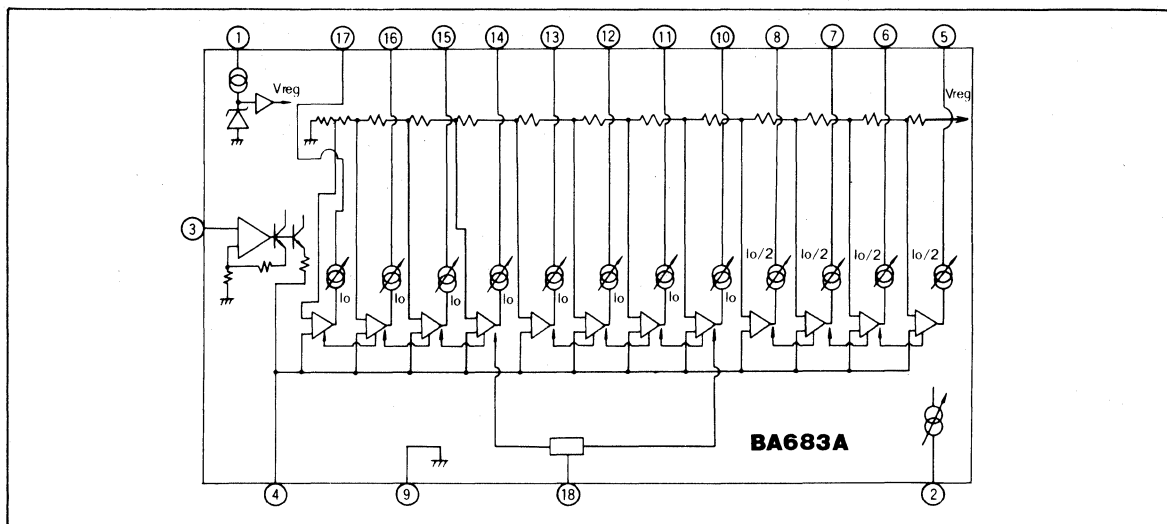 1 17 16 15 14 13 12 11 10 8 7 6 5
Vreg
Vreg
3
Io/2 Io/2 Io/2 Io/2
Io Io Io Io Io Io Io Io
BA683A
4 9 18 2